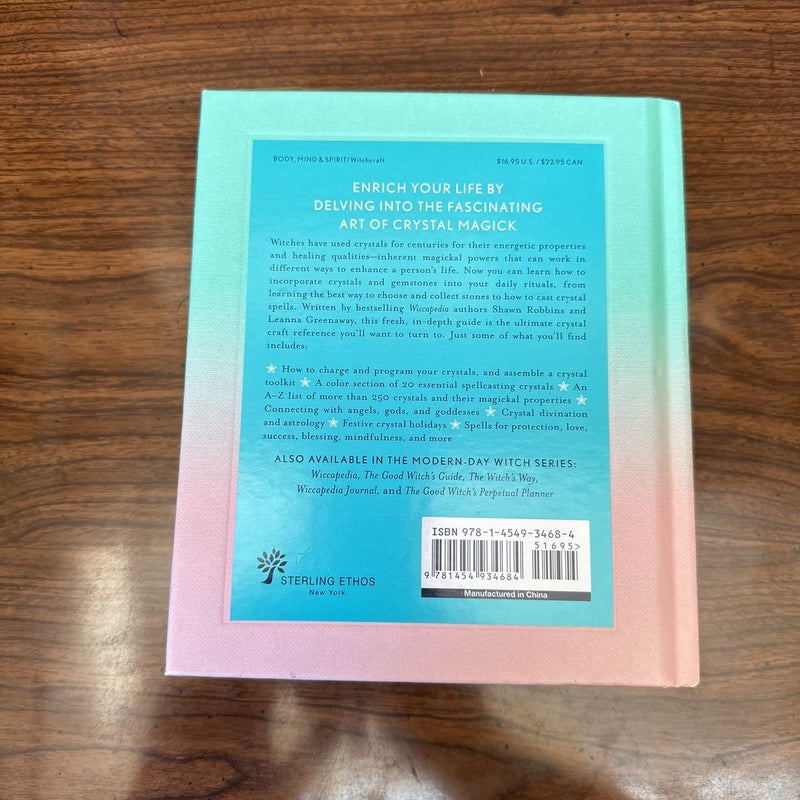 BODY, MIND & SPIRIT/Witchcraft
$16.95 U.S. / $22.95 CAN.
ENRICH YOUR LIFE BY
DELVING INTO THE FASCINATING
ART OF CRYSTAL MAGICK
Witches have used crystals for centuries for their energetic properties
and healing qualities—inherent magickal powers that can work in
different ways to enhance a person's life. Now you can learn how to
incorporate crystals and gemstones into your daily rituals, from
learning the best way to choose and collect stones to how to cast crystal
spells. Written by bestselling Wiccapedia authors Shawn Robbins and
Leanna Greenaway, this fresh, in-depth guide is the ultimate crystal
craft reference you'll want to turn to. Just some of what you'll find
includes:
★ How to charge and program your crystals, and assemble a crystal
toolkit ★ A color section of 20 essential spellcasting crystals ★ An
A–Z list of more than 250 crystals and their magickal properties ★
Connecting with angels, gods, and goddesses ★ Crystal divination
and astrology ★ Festive crystal holidays ★ Spells for protection, love,
success, blessing, mindfulness, and more
ALSO AVAILABLE IN THE MODERN-DAY WITCH SERIES:
Wiccapedia, The Good Witch's Guide, The Witch's Way,
Wiccapedia Journal, and The Good Witch's Perpetual Planner
ISBN 978-1-4549-3468-4
51695>
9 781454 934684
Manufactured in China
STERLING ETHOS
New York